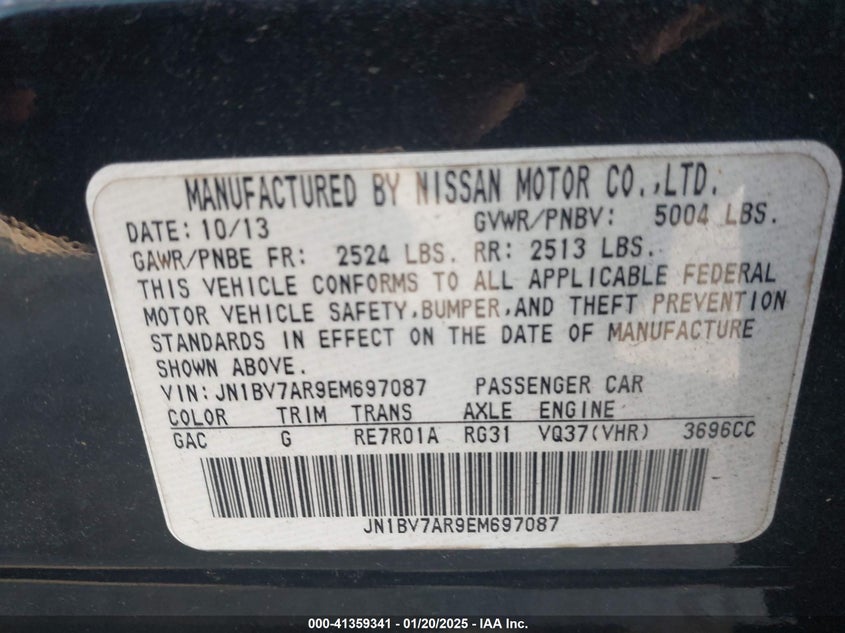 MANUFACTURED BY NISSAN MOTOR CO.,LTD.
DATE: 10/13 GVWR/PNBV: 5004 LBS.
GAWR/PNBE FR: 2524 LBS. RR: 2513 LBS.
THIS VEHICLE CONFORMS TO ALL APPLICABLE FEDERAL
MOTOR VEHICLE SAFETY,BUMPER,AND THEFT PREVENTION
STANDARDS IN EFFECT ON THE DATE OF MANUFACTURE
SHOWN ABOVE.
VIN: JN1BV7AR9EM697087 PASSENGER CAR
COLOR TRIM TRANS AXLE ENGINE
GAC G RE7R01A RG31 VQ37(VHR) 3696CC
JN1BV7AR9EM697087
000-41359341 - 01/20/2025 - IAA Inc.